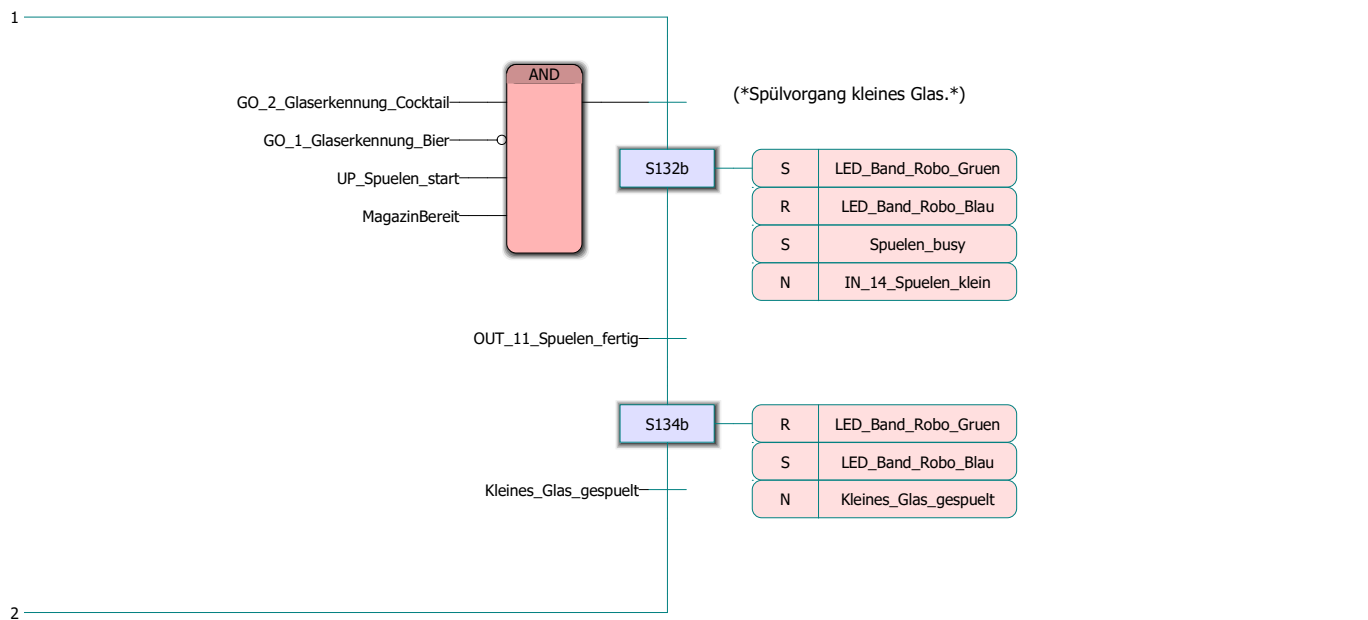 1
AND
GO_2_Glaserkennung_Cocktail
(*Spülvorgang kleines Glas.*)
GO_1_Glaserkennung_Bier
UP_Spuelen_start
S132b
S LED_Band_Robo_Gruen
MagazinBereit
R LED_Band_Robo_Blau
S Spuelen_busy
N IN_14_Spuelen_klein
OUT_11_Spuelen_fertig
S134b
R LED_Band_Robo_Gruen
S LED_Band_Robo_Blau
Kleines_Glas_gespuelt
N Kleines_Glas_gespuelt
2